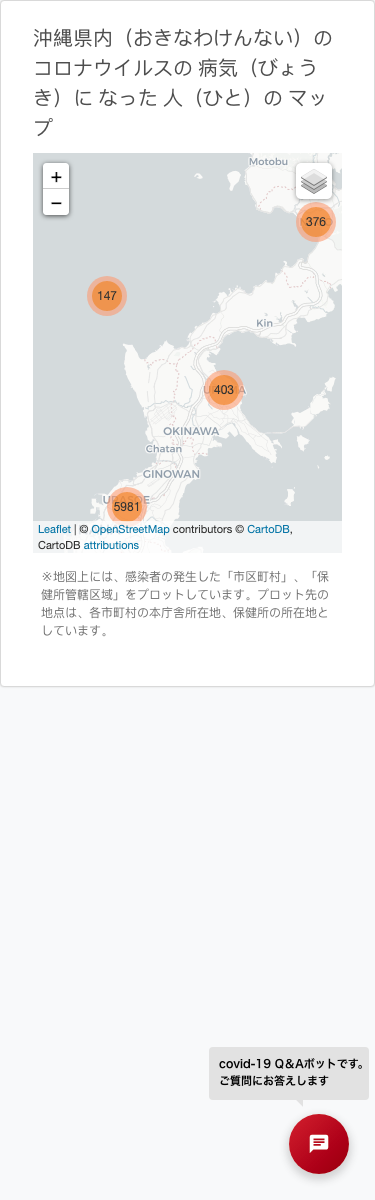 沖縄県内（おきなわけんない）の
コロナウイルスの 病気（びょう
き）に なった 人（ひと）の マッ
プ
+
−
Motobu
376
147
Kin
403
OKINAWA
Chatan
GINOWAN
5981
Leaflet | © OpenStreetMap contributors © CartoDB,
CartoDB attributions
※地図上には、感染者の発生した「市区町村」、「保
健所管轄区域」をプロットしています。プロット先の
地点は、各市町村の本庁舎所在地、保健所の所在地と
しています。
covid-19 Q&Aボットです。
ご質問にお答えします